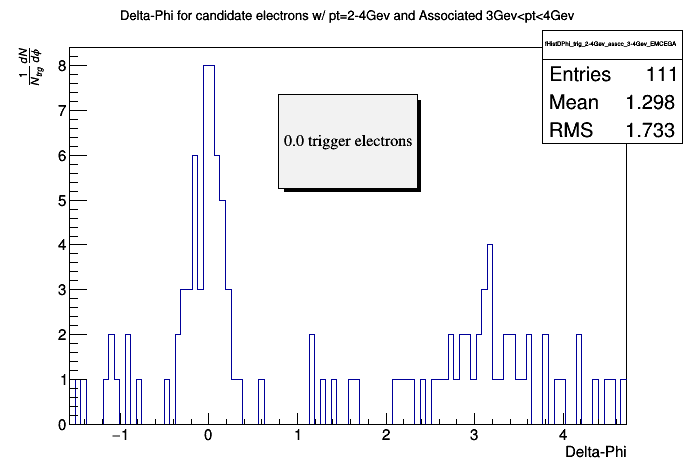 Delta-Phi for candidate electrons w/ pt=2-4Gev and Associated 3Gev<pt<4Gev
fHistDPhi_trig_2-4Gev_assoc_3-4Gev_EMCEGA
Entries 111
Mean 1.298
RMS 1.733
1/N_trg dN/dϕ
0.0 trigger electrons
8
7
6
5
4
3
2
1
0
−1 0 1 2 3 4
Delta-Phi